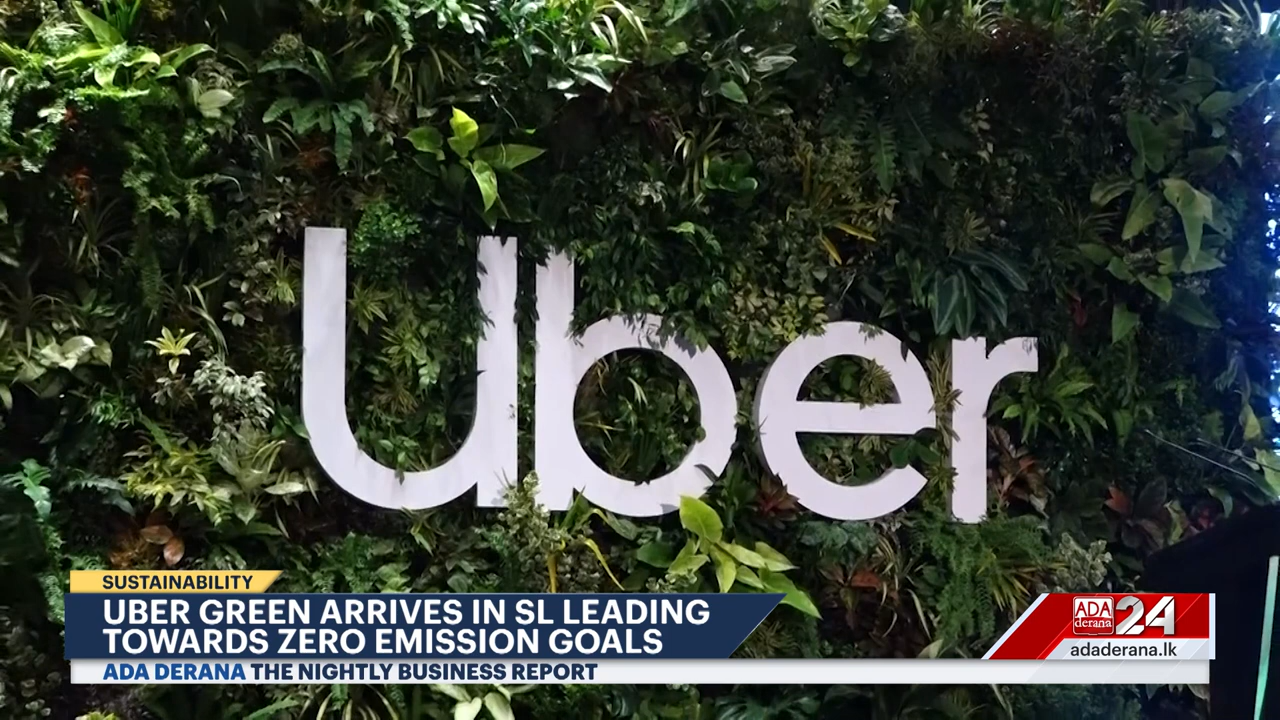 Uber
SUSTAINABILITY
UBER GREEN ARRIVES IN SL LEADING
TOWARDS ZERO EMISSION GOALS
ADA DERANA THE NIGHTLY BUSINESS REPORT
ADA
derana
24
adaderana.lk